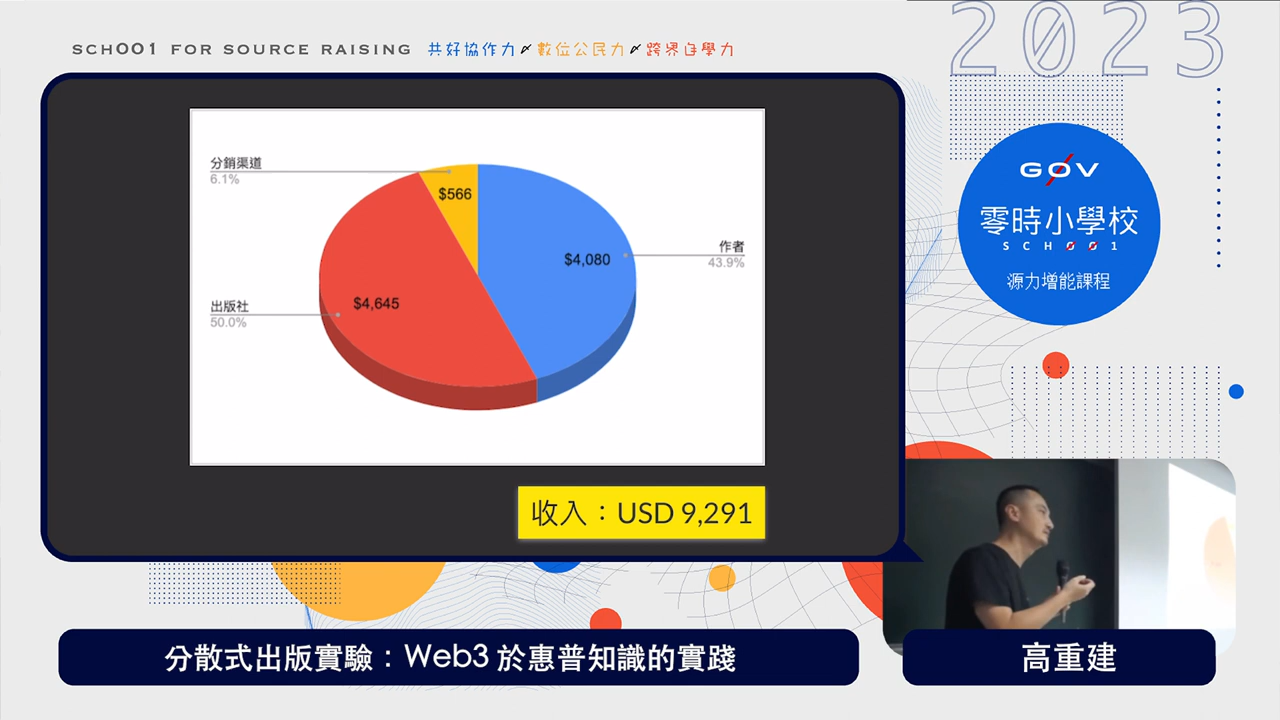 SCHOO1 FOR SOURCE RAISING 共好協作力 數位公民力 跨界自學力
2023
分銷渠道
6.1%
$566
作者
43.9%
$4,080
$4,645
出版社
50.0%
收入：USD 9,291
G0V
零時小學校
SCHOO1
源力增能課程
分散式出版實驗：Web3 於惠普知識的實踐
高重建